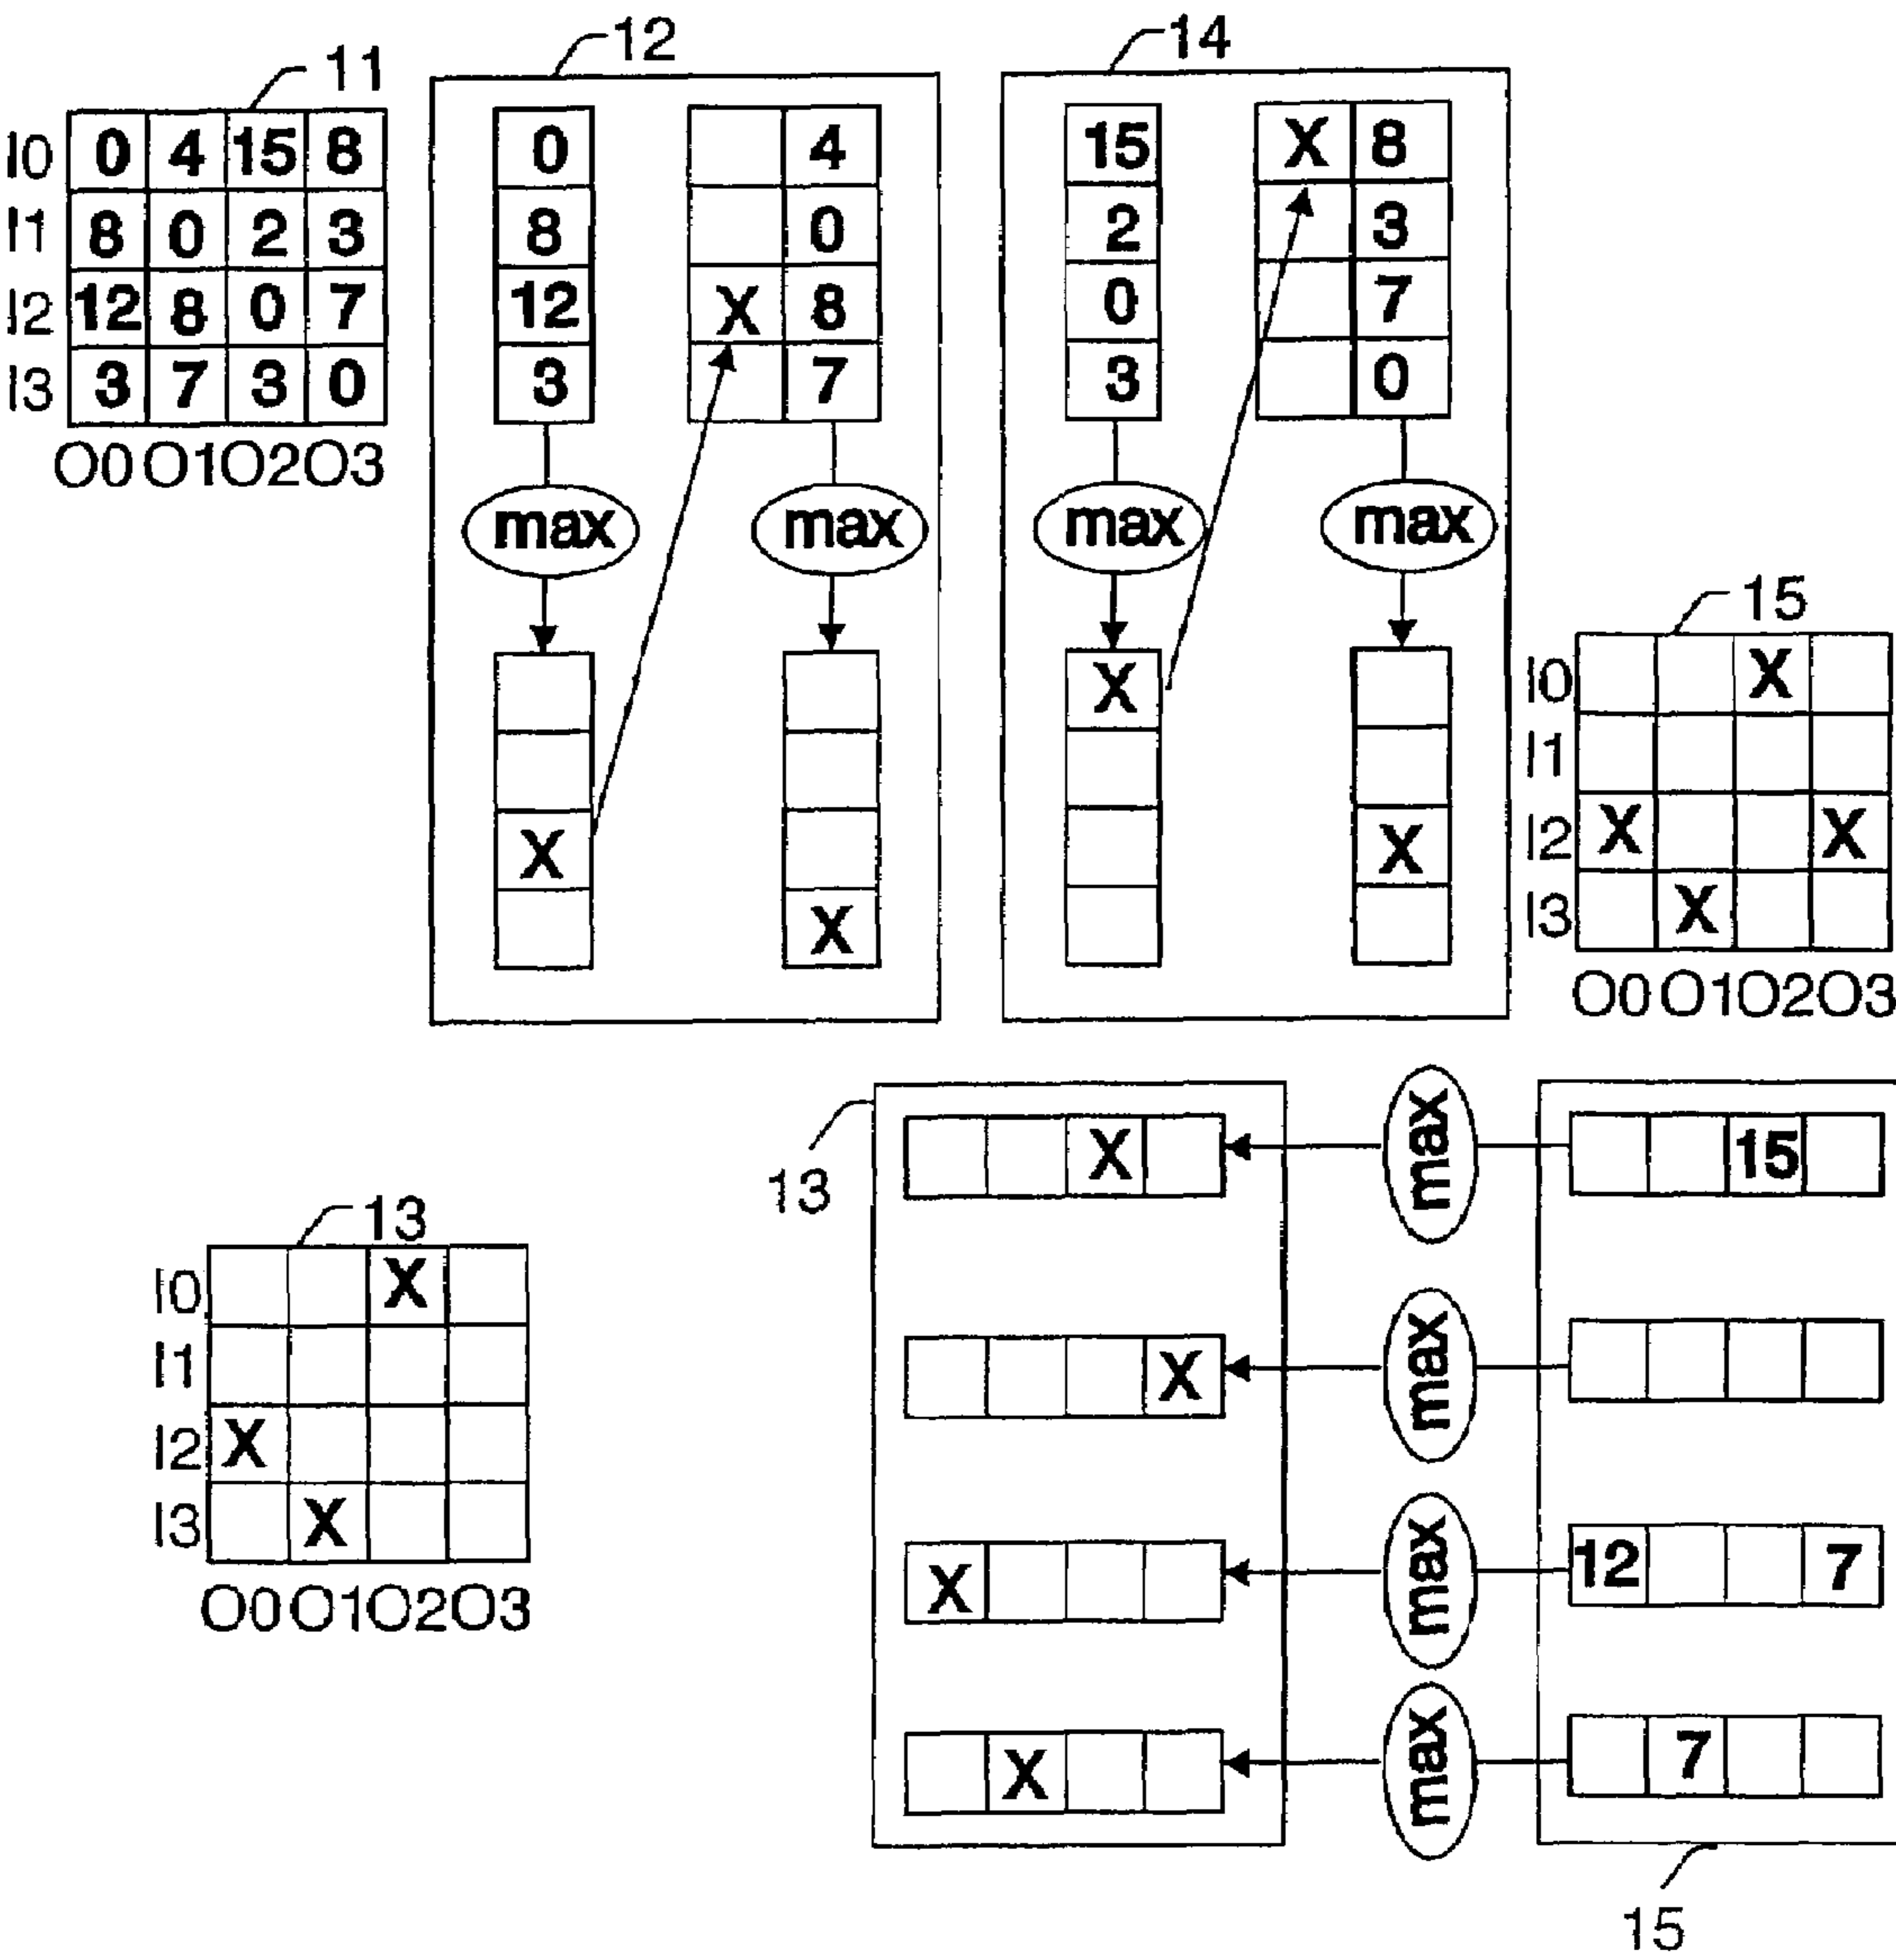 11
I0 0 4 15 8
I1 8 0 2 3
I2 12 8 0 7
I3 3 7 3 0
O0 O1 O2 O3
12
0 4
8 0
12 X 8
3 7
max max
X
X
14
15 X 8
2 3
0 7
3 0
max max
X
X
15
I0 X
I1
I2 X X
I3 X
O0 O1 O2 O3
13
I0 X
I1
I2 X
I3 X
O0 O1 O2 O3
13
X max 15
X max
X max 12 7
X max 7
15